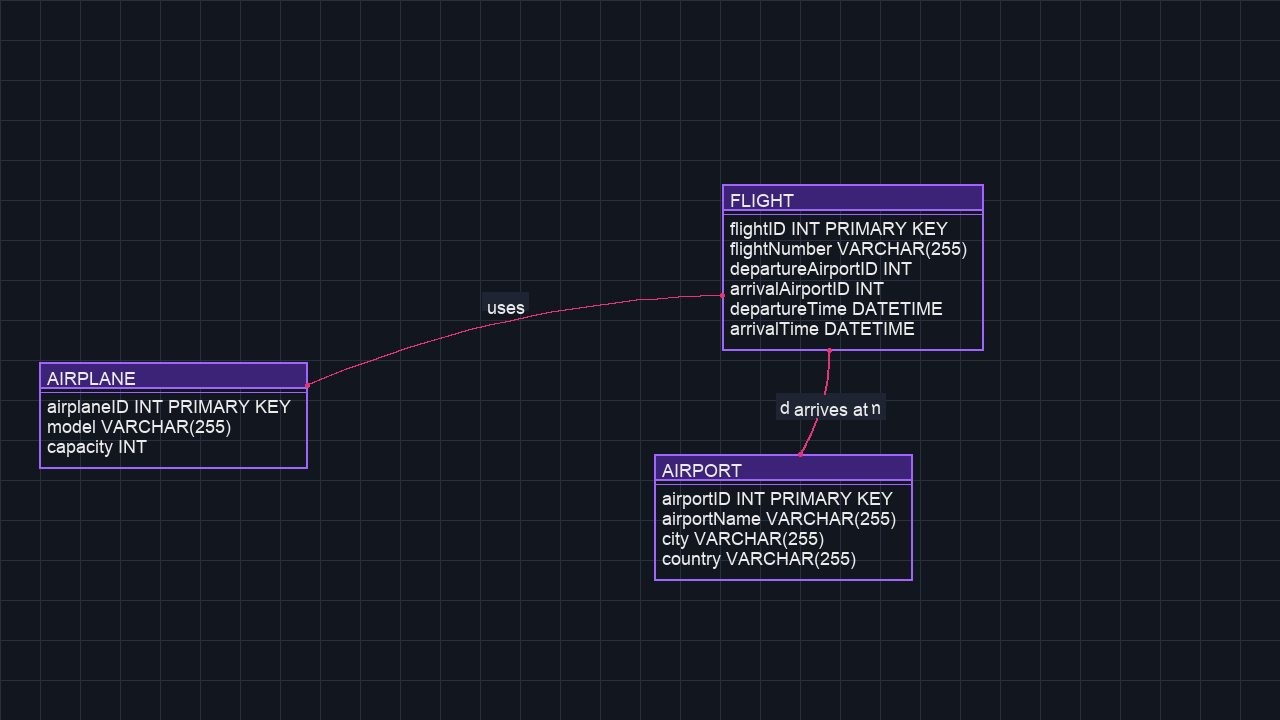 FLIGHT
flightID INT PRIMARY KEY
flightNumber VARCHAR(255)
departureAirportID INT
arrivalAirportID INT
departureTime DATETIME
arrivalTime DATETIME
uses
AIRPLANE
airplaneID INT PRIMARY KEY
model VARCHAR(255)
capacity INT
arrives at
AIRPORT
airportID INT PRIMARY KEY
airportName VARCHAR(255)
city VARCHAR(255)
country VARCHAR(255)